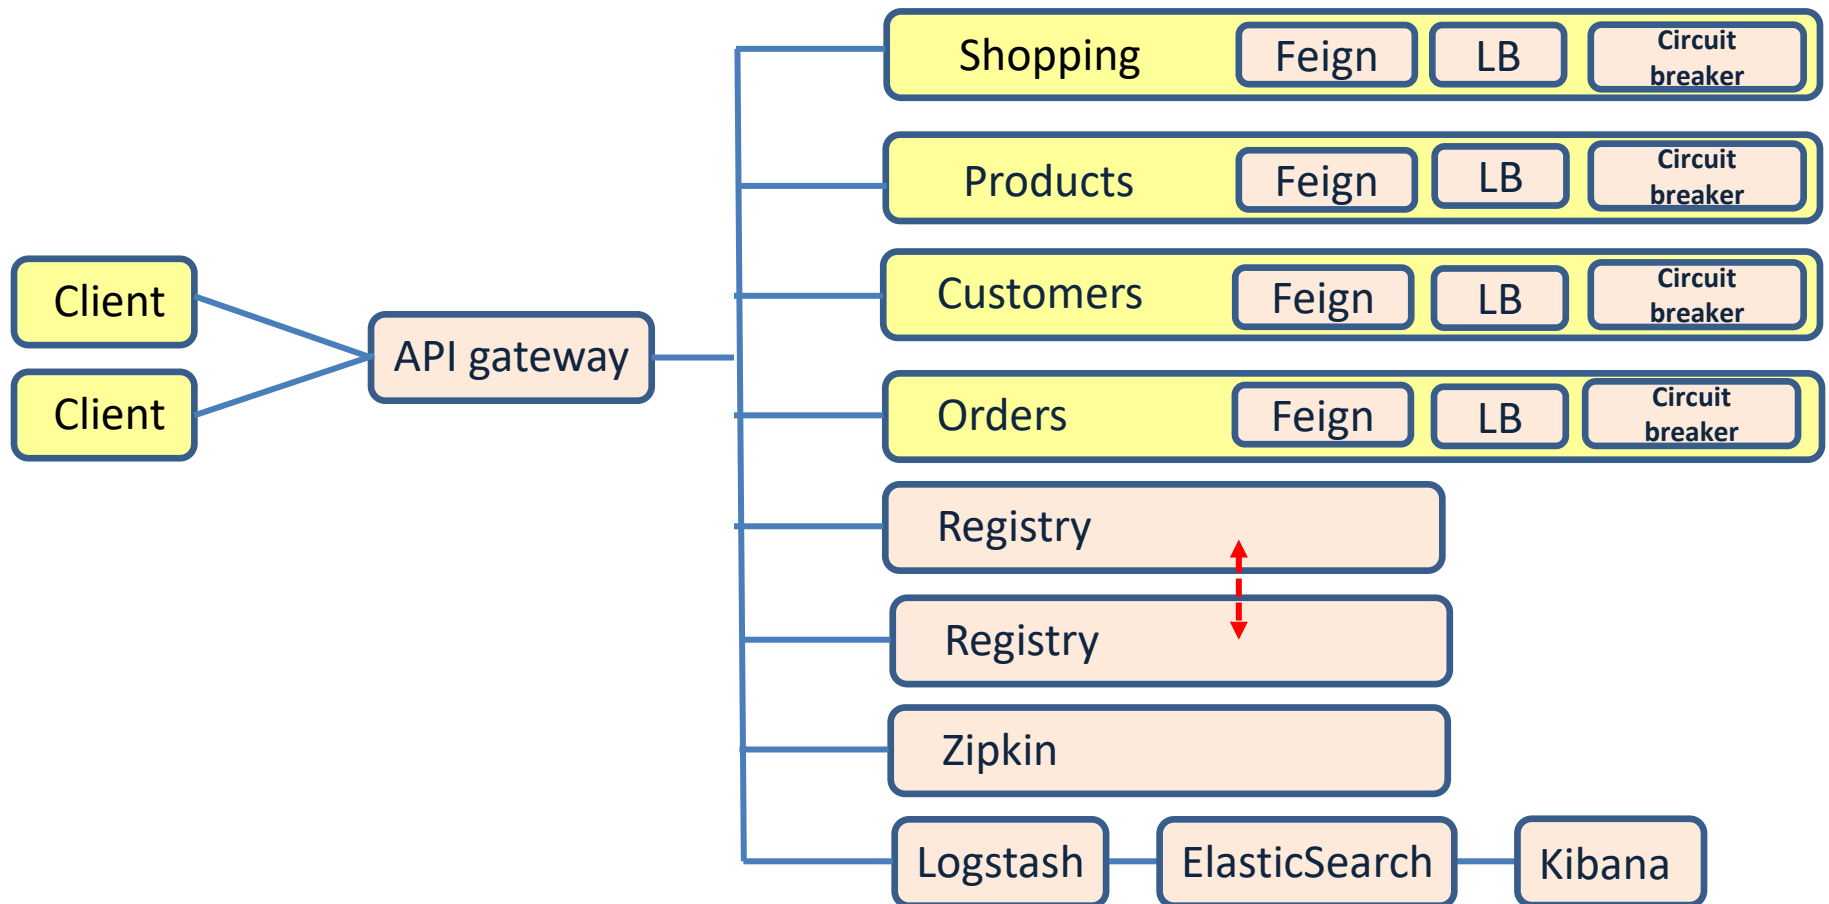 Shopping
Feign
LB
Circuit
breaker
Products
Feign
LB
Circuit
breaker
Client
Customers
Feign
LB
Circuit
breaker
API gateway
Client
Orders
Feign
LB
Circuit
breaker
Registry
Registry
Zipkin
Logstash
ElasticSearch
Kibana